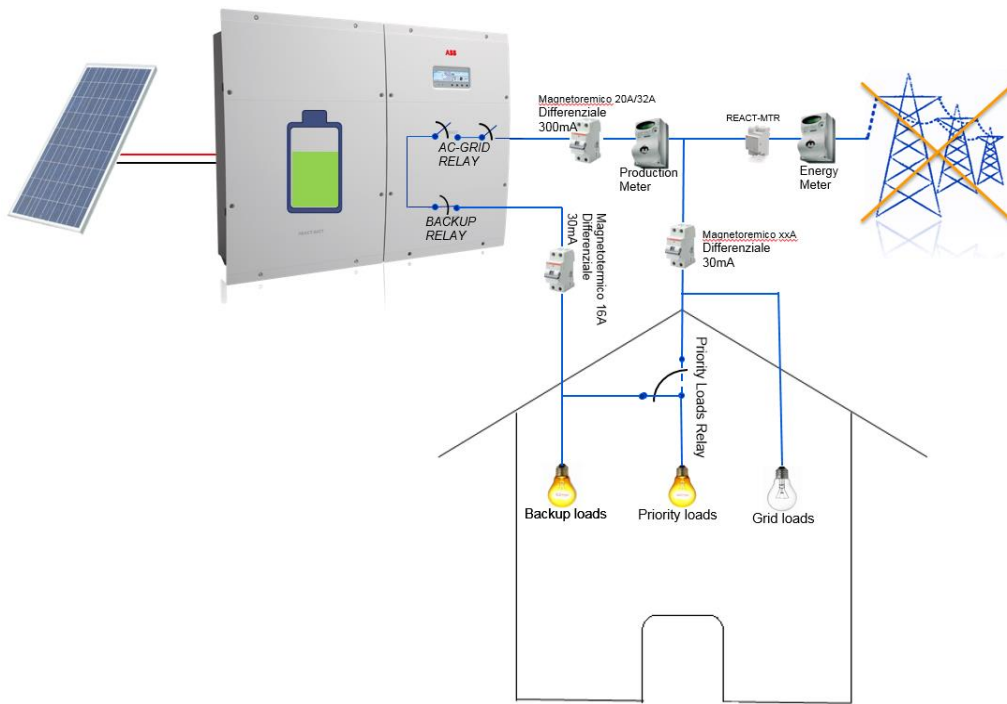 ABB
Magnetoremico 20A/32A
Differenziale
300mA
REACT-MTR
AC-GRID
RELAY
Production
Meter
Energy
Meter
BACKUP
RELAY
Magnetotermico 16A
Differenziale
30mA
Magnetoremico xxA
Differenziale
30mA
Priority Loads Relay
Backup loads
Priority loads
Grid loads